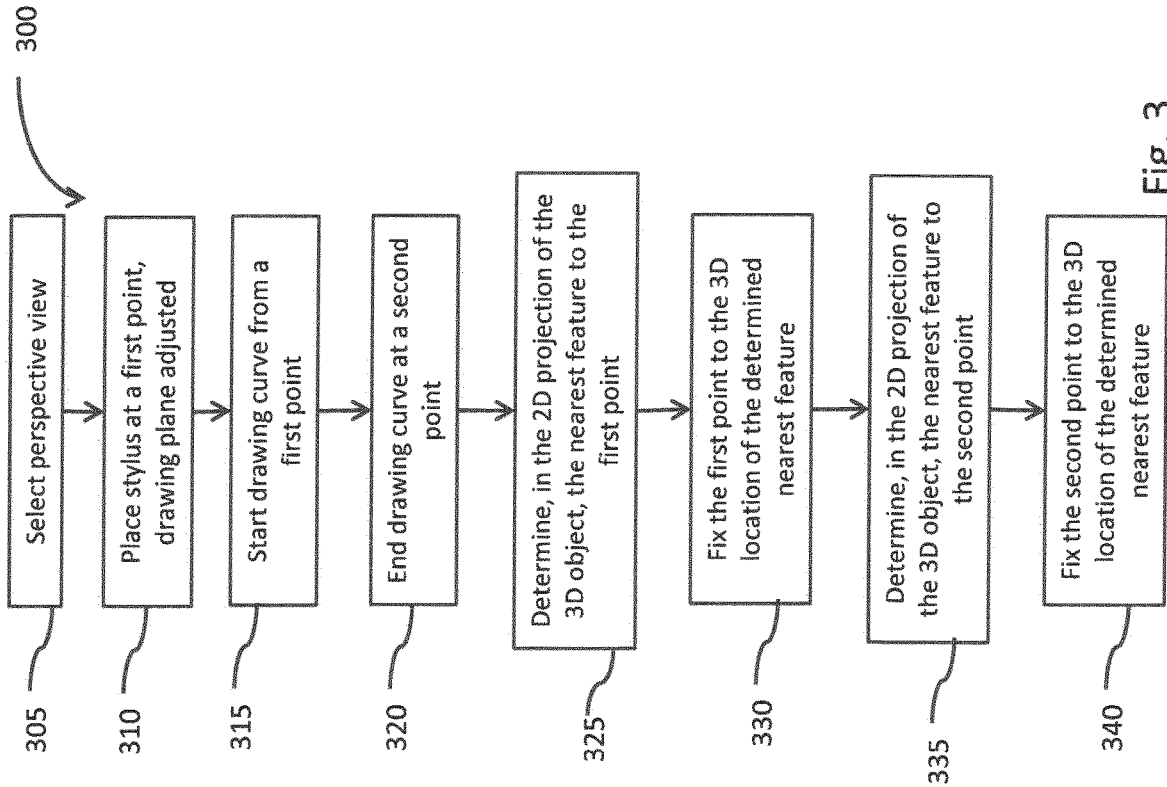 300
305
Select perspective view
310
Place stylus at a first point,
drawing plane adjusted
315
Start drawing curve from a
first point
320
End drawing curve at a second
point
325
Determine, in the 2D projection of the
3D object, the nearest feature to the
first point
330
Fix the first point to the 3D
location of the determined
nearest feature
335
Determine, in the 2D projection of
the 3D object, the nearest feature to
the second point
340
Fix the second point to the 3D
location of the determined
nearest feature
Fig. 3